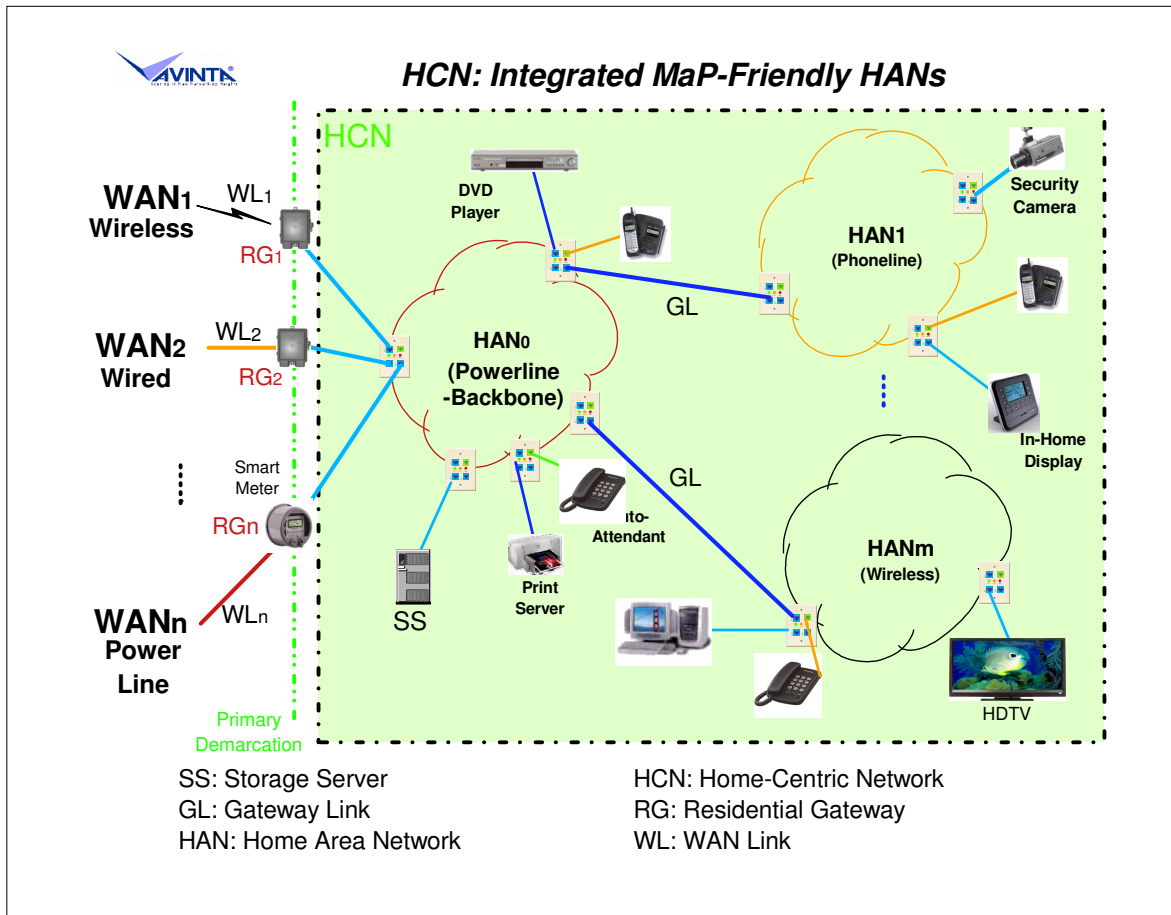 AVINTA®
HCN: Integrated MaP-Friendly HANs
HCN
DVD
Player
Security
Camera
WAN1
Wireless
WL1
RG1
HAN1
(Phoneline)
GL
WAN2
Wired
WL2
RG2
HAN0
(Powerline
-Backbone)
In-Home
Display
Smart
Meter
RGn
GL
uto-
Attendant
HANm
(Wireless)
Print
Server
SS
WANn
Power
Line
WLn
HDTV
Primary
Demarcation
SS: Storage Server
GL: Gateway Link
HAN: Home Area Network
HCN: Home-Centric Network
RG: Residential Gateway
WL: WAN Link